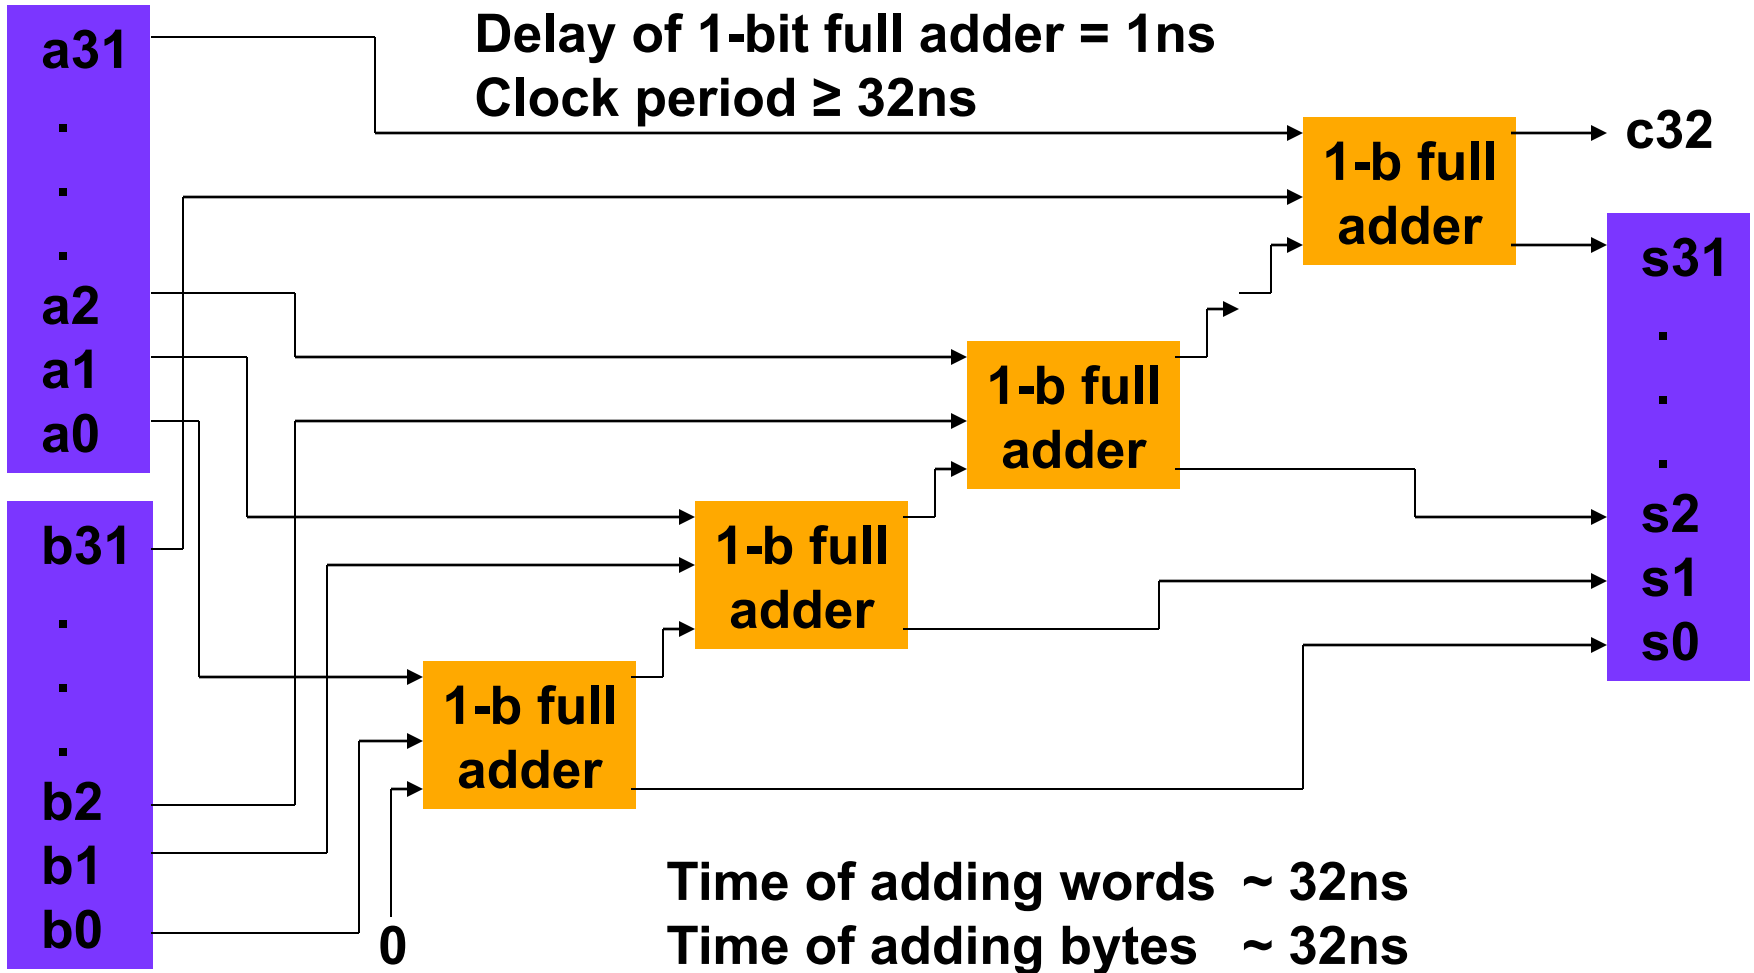 Delay of 1-bit full adder = 1ns
Clock period ≥ 32ns
a31
.
.
.
a2
a1
a0
b31
.
.
.
b2
b1
b0
0
1-b full
adder
1-b full
adder
1-b full
adder
1-b full
adder
c32
s31
.
.
.
s2
s1
s0
Time of adding words ~ 32ns
Time of adding bytes ~ 32ns